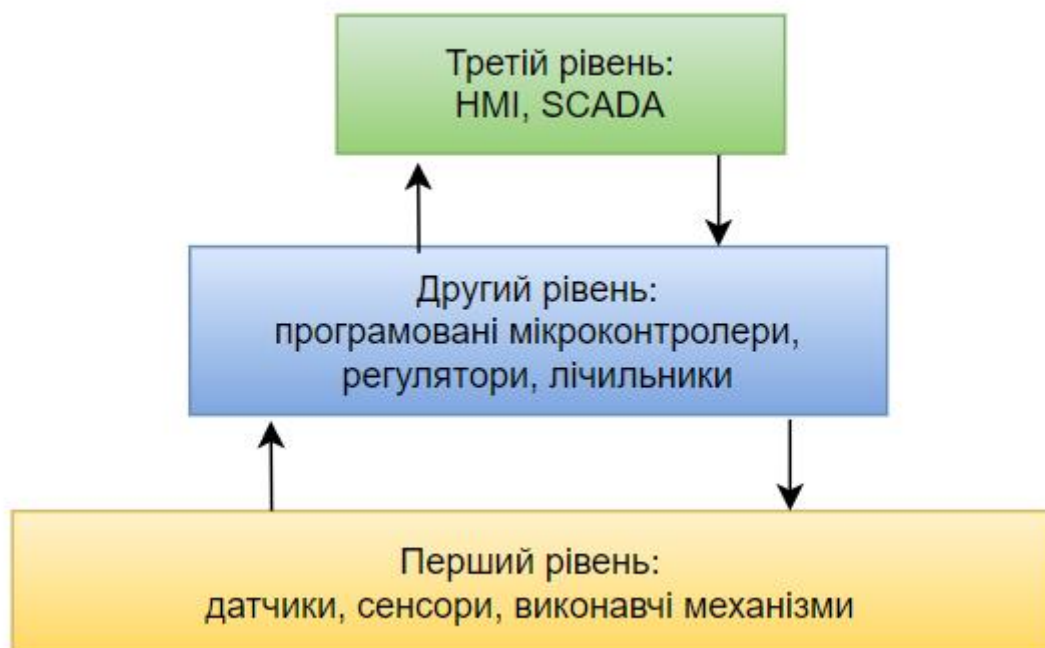 Третій рівень:
HMI, SCADA
Другий рівень:
програмовані мікроконтролери,
регулятори, лічильники
Перший рівень:
датчики, сенсори, виконавчі механізми